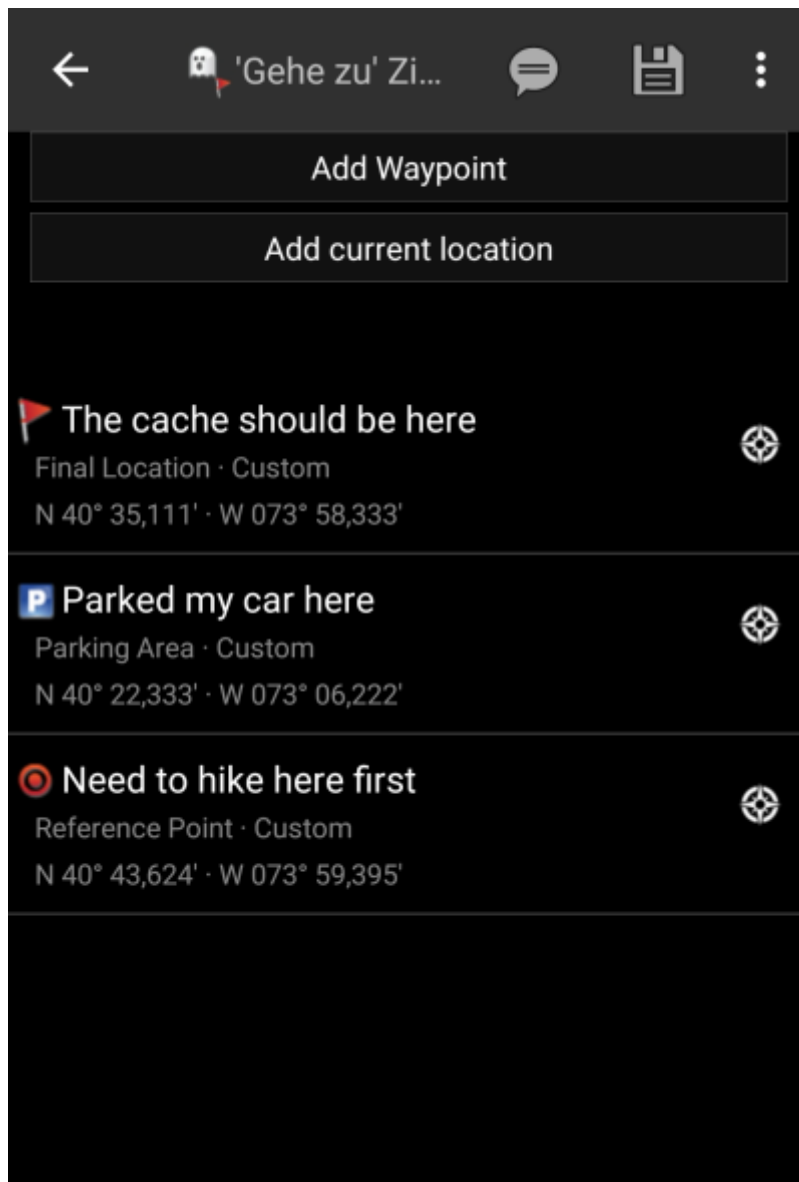 'Gehe zu' Zi...
Add Waypoint
Add current location
The cache should be here
Final Location · Custom
N 40° 35,111' · W 073° 58,333'
P Parked my car here
Parking Area · Custom
N 40° 22,333' · W 073° 06,222'
Need to hike here first
Reference Point · Custom
N 40° 43,624' · W 073° 59,395'